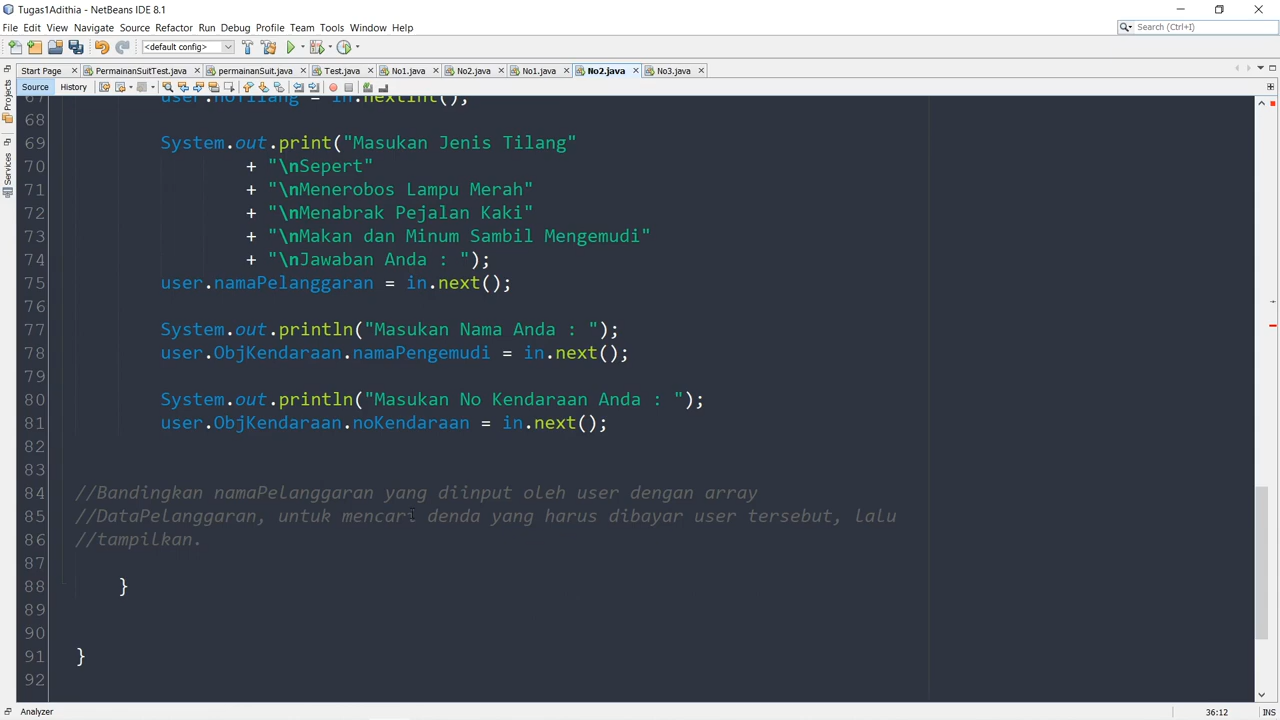 Tugas1Adithia - NetBeans IDE 8.1
File Edit View Navigate Source Refactor Run Debug Profile Team Tools Window Help
Search (Ctrl+I)
<default config>
Start Page PermainanSuitTest.java permainanSuit.java Test.java No1.java No2.java No1.java No2.java No3.java
Source History
Projects
Services
67 user.noTilang = in.nextInt();
68
69 System.out.print("Masukan Jenis Tilang"
70 + "\nSepert"
71 + "\nMenerobos Lampu Merah"
72 + "\nMenabrak Pejalan Kaki"
73 + "\nMakan dan Minum Sambil Mengemudi"
74 + "\nJawaban Anda : ");
75 user.namaPelanggaran = in.next();
76
77 System.out.println("Masukan Nama Anda : ");
78 user.ObjKendaraan.namaPengemudi = in.next();
79
80 System.out.println("Masukan No Kendaraan Anda : ");
81 user.ObjKendaraan.noKendaraan = in.next();
82
83
84 //Bandingkan namaPelanggaran yang diinput oleh user dengan array
85 //DataPelanggaran, untuk mencari denda yang harus dibayar user tersebut, lalu
86 //tampilkan.
87
88 }
89
90
91 }
92
Analyzer
36:12 INS